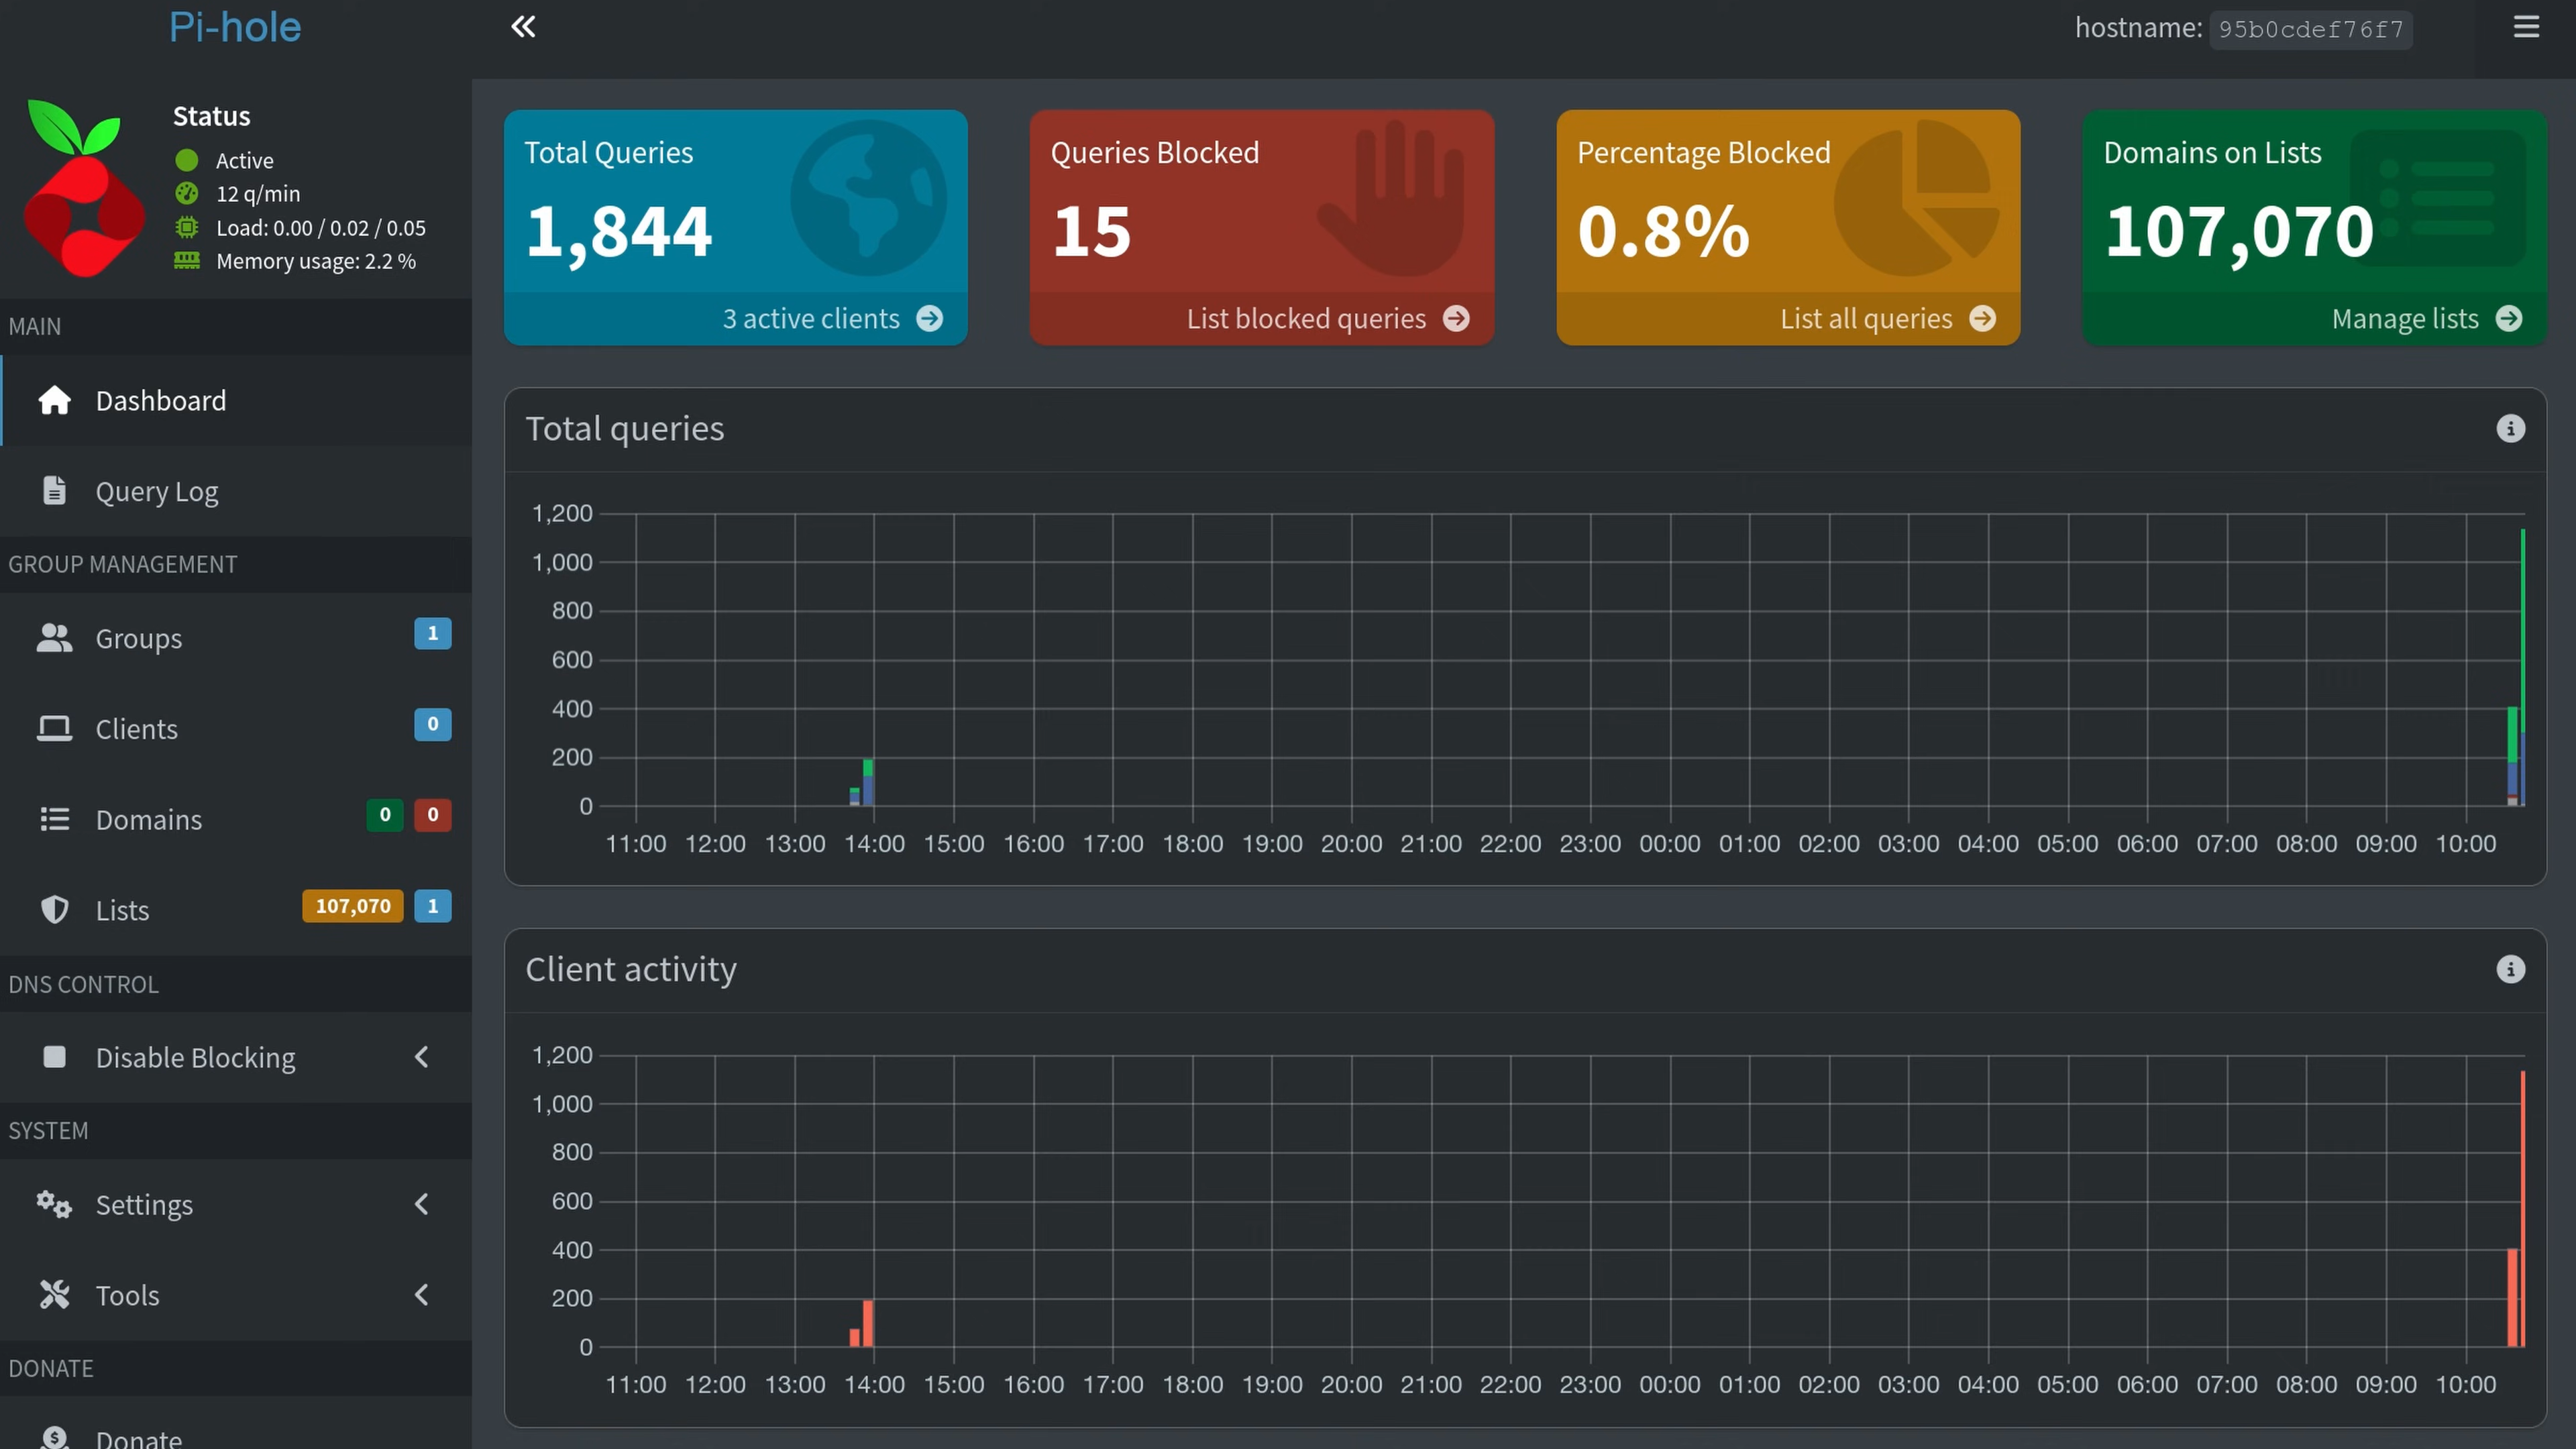 Pi-hole
hostname: 95b0cdef76f7
Status
Active
12 q/min
Load: 0.00 / 0.02 / 0.05
Memory usage: 2.2 %
MAIN
Dashboard
Query Log
GROUP MANAGEMENT
Groups 1
Clients 0
Domains 0 0
Lists 107,070 1
DNS CONTROL
Disable Blocking
SYSTEM
Settings
Tools
DONATE
Donate
Total Queries
1,844
3 active clients
Queries Blocked
15
List blocked queries
Percentage Blocked
0.8%
List all queries
Domains on Lists
107,070
Manage lists
Total queries
1,200
1,000
800
600
400
200
0
11:00 12:00 13:00 14:00 15:00 16:00 17:00 18:00 19:00 20:00 21:00 22:00 23:00 00:00 01:00 02:00 03:00 04:00 05:00 06:00 07:00 08:00 09:00 10:00
Client activity
1,200
1,000
800
600
400
200
0
11:00 12:00 13:00 14:00 15:00 16:00 17:00 18:00 19:00 20:00 21:00 22:00 23:00 00:00 01:00 02:00 03:00 04:00 05:00 06:00 07:00 08:00 09:00 10:00